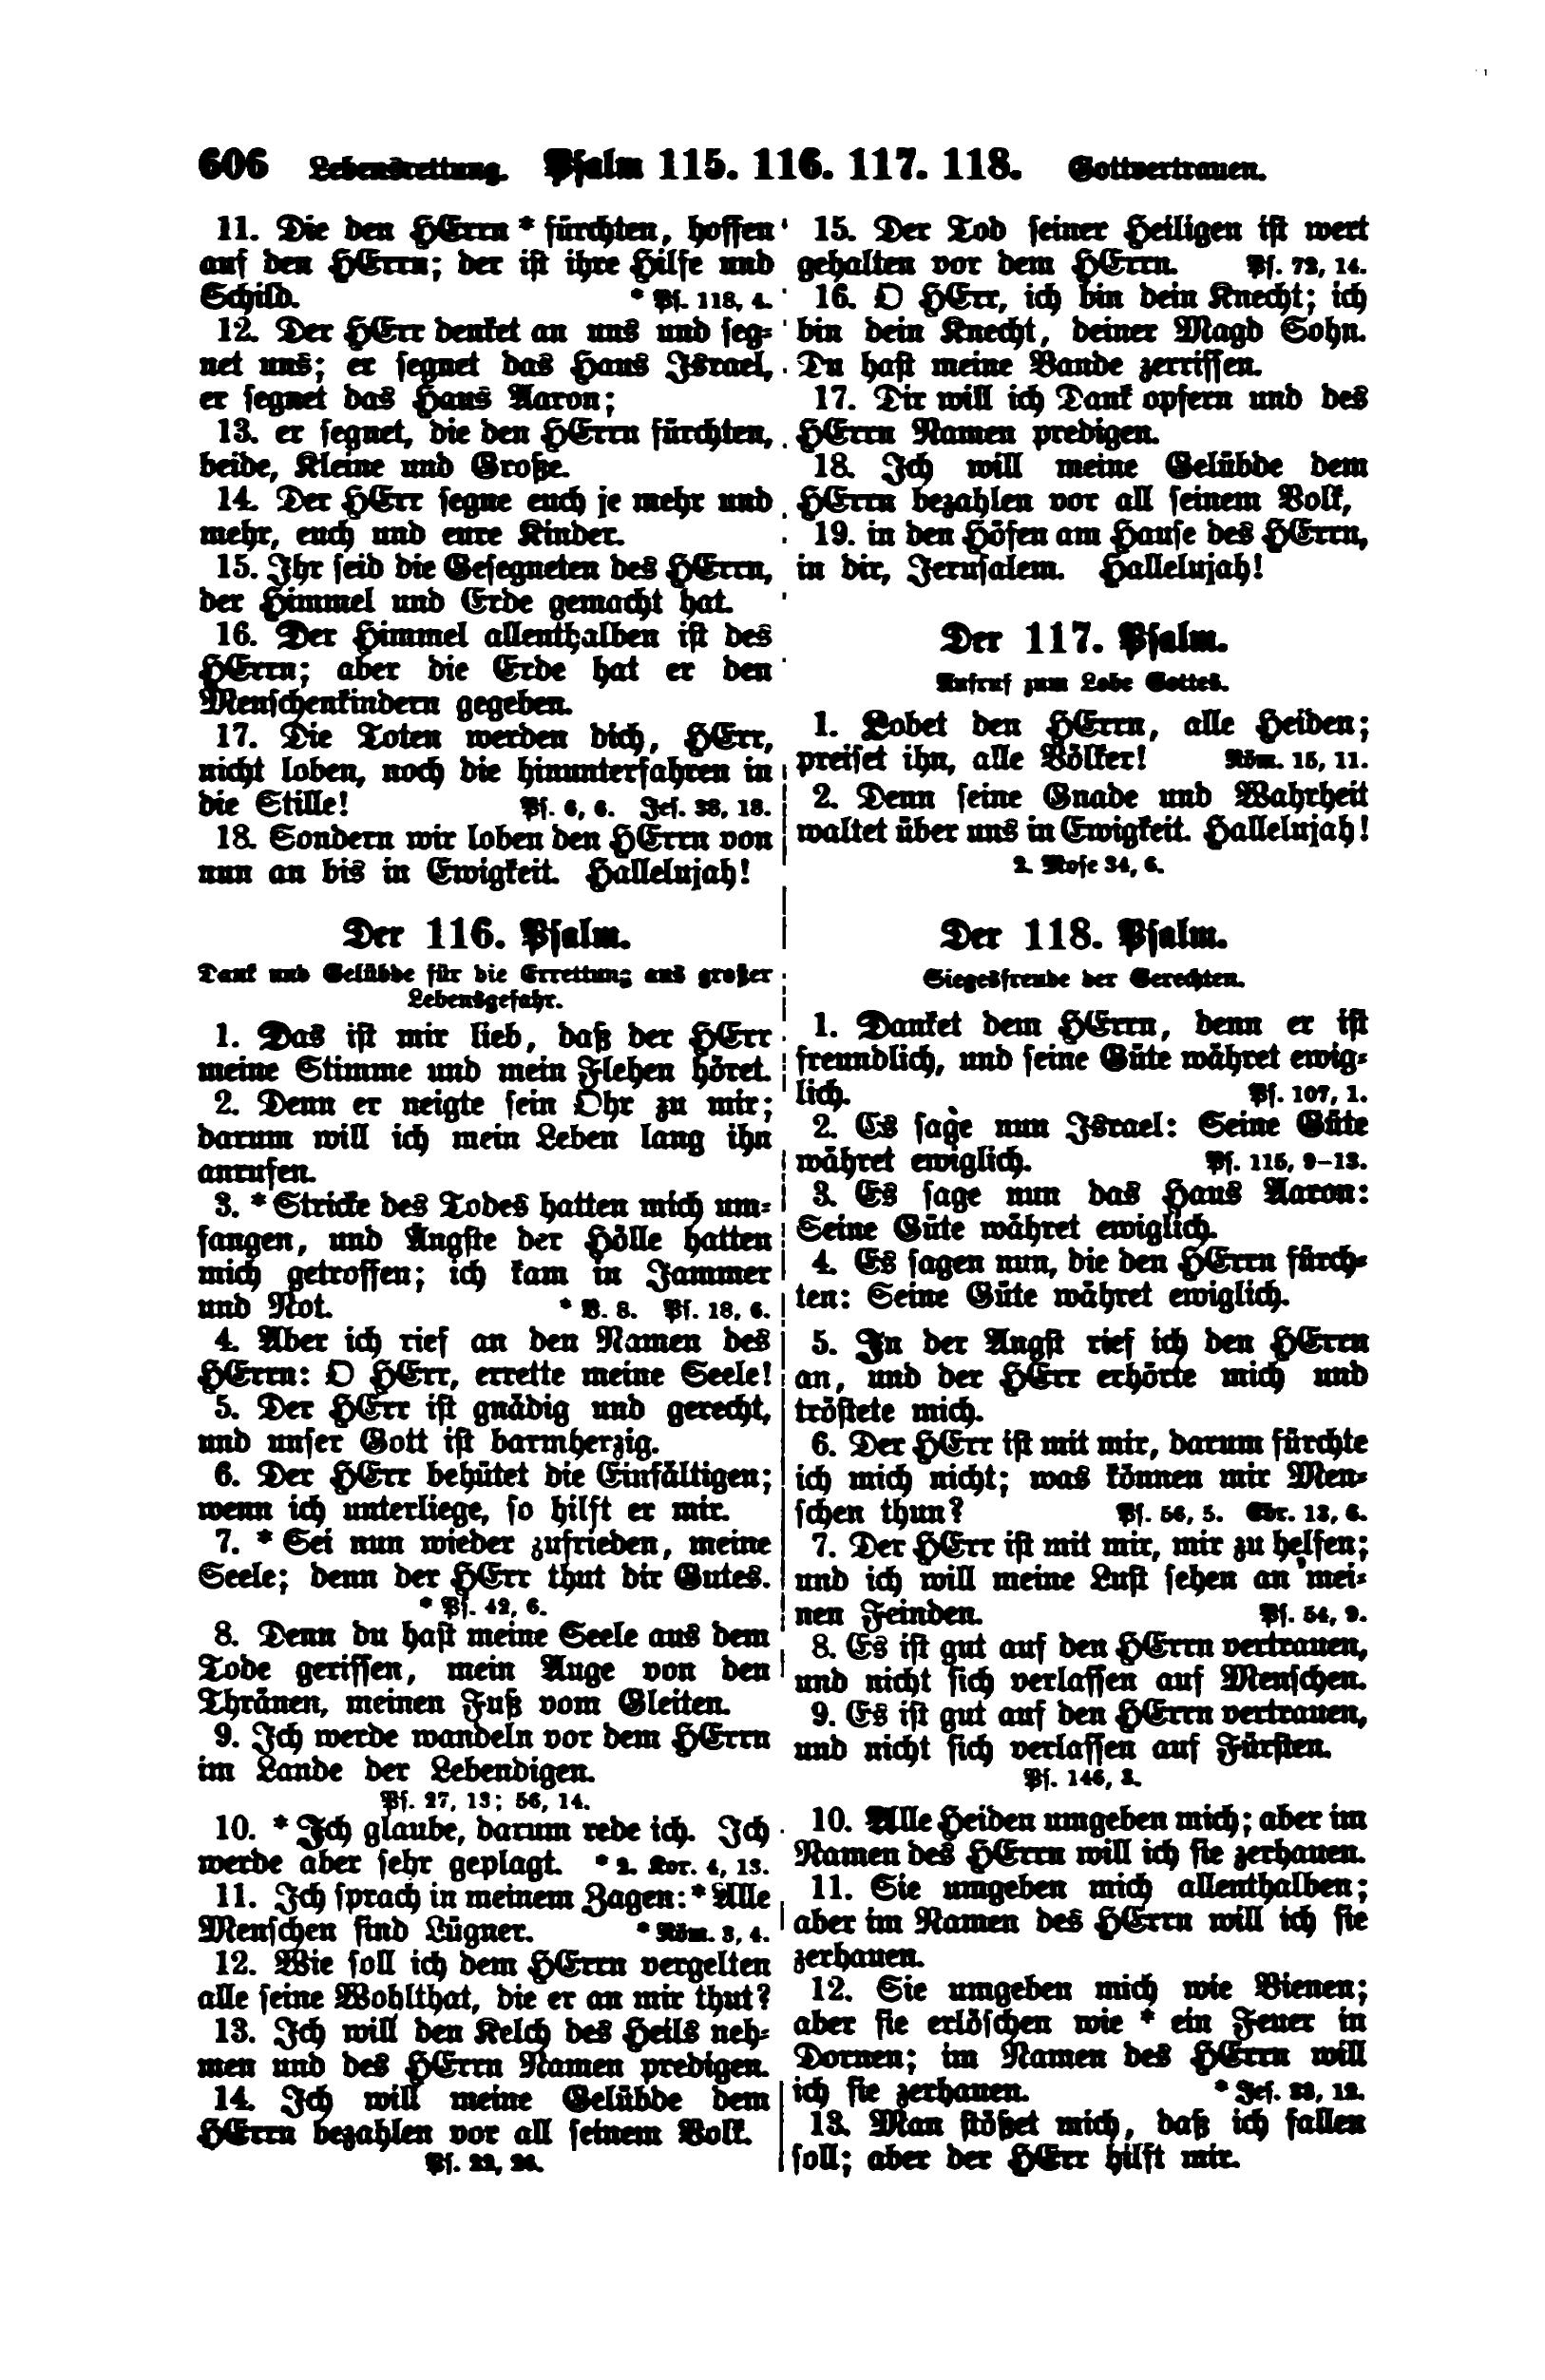 606 Lebensrettung. Psalm 115. 116. 117. 118. Gottvertrauen.
11. Die den HErrn * fürchten, hoffen
auf den HErrn; der ist ihre Hilfe und
Schild. * Ps. 118, 4.
12. Der HErr denket an uns und seg-
net uns; er segnet das Haus Israel,
er segnet das Haus Aaron;
13. er segnet, die den HErrn fürchten,
beide, Kleine und Große.
14. Der HErr segne euch je mehr und
mehr, euch und eure Kinder.
15. Ihr seid die Gesegneten des HErrn,
der Himmel und Erde gemacht hat.
16. Der Himmel allenthalben ist des
HErrn; aber die Erde hat er den
Menschenkindern gegeben.
17. Die Toten werden dich, HErr,
nicht loben, noch die hinunterfahren in
die Stille! Ps. 6, 6. Jes. 38, 18.
18. Sondern wir loben den HErrn von
nun an bis in Ewigkeit. Hallelujah!
Der 116. Psalm.
Dank und Gelübde für die Errettung aus großer
Lebensgefahr.
1. Das ist mir lieb, daß der HErr
meine Stimme und mein Flehen höret.
2. Denn er neigte sein Ohr zu mir;
darum will ich mein Leben lang ihn
anrufen.
3. * Stricke des Todes hatten mich um-
fangen, und Ängste der Hölle hatten
mich getroffen; ich kam in Jammer
und Not. * V. 8. Ps. 18, 6.
4. Aber ich rief an den Namen des
HErrn: O HErr, errette meine Seele!
5. Der HErr ist gnädig und gerecht,
und unser Gott ist barmherzig.
6. Der HErr behütet die Einfältigen;
wenn ich unterliege, so hilft er mir.
7. * Sei nun wieder zufrieden, meine
Seele; denn der HErr thut dir Gutes.
* Ps. 42, 6.
8. Denn du hast meine Seele aus dem
Tode gerissen, mein Auge von den
Thränen, meinen Fuß vom Gleiten.
9. Ich werde wandeln vor dem HErrn
im Lande der Lebendigen.
Ps. 27, 13; 56, 14.
10. * Ich glaube, darum rede ich. Ich
werde aber sehr geplagt. * 2. Kor. 4, 13.
11. Ich sprach in meinem Zagen: * Alle
Menschen sind Lügner. * Röm. 3, 4.
12. Wie soll ich dem HErrn vergelten
alle seine Wohlthat, die er an mir thut?
13. Ich will den Kelch des Heils neh-
men und des HErrn Namen predigen.
14. Ich will meine Gelübde dem
HErrn bezahlen vor all seinem Volk.
Ps. 22, 26.
15. Der Tod seiner Heiligen ist wert
gehalten vor dem HErrn. Ps. 72, 14.
16. O HErr, ich bin dein Knecht; ich
bin dein Knecht, deiner Magd Sohn.
Du hast meine Bande zerrissen.
17. Dir will ich Dank opfern und des
HErrn Namen predigen.
18. Ich will meine Gelübde dem
HErrn bezahlen vor all seinem Volk,
19. in den Höfen am Hause des HErrn,
in dir, Jerusalem. Hallelujah!
Der 117. Psalm.
Aufruf zum Lobe Gottes.
1. Lobet den HErrn, alle Heiden;
preiset ihn, alle Völker! Röm. 15, 11.
2. Denn seine Gnade und Wahrheit
waltet über uns in Ewigkeit. Hallelujah!
2. Mose 34, 6.
Der 118. Psalm.
Siegesfreude der Gerechten.
1. Danket dem HErrn, denn er ist
freundlich, und seine Güte währet ewig-
lich. Ps. 107, 1.
2. Es sage nun Israel: Seine Güte
währet ewiglich. Ps. 115, 9–13.
3. Es sage nun das Haus Aaron:
Seine Güte währet ewiglich.
4. Es sagen nun, die den HErrn fürch-
ten: Seine Güte währet ewiglich.
5. In der Angst rief ich den HErrn
an, und der HErr erhörte mich und
tröstete mich.
6. Der HErr ist mit mir, darum fürchte
ich mich nicht; was können mir Men-
schen thun? Ps. 56, 5. Ebr. 13, 6.
7. Der HErr ist mit mir, mir zu helfen;
und ich will meine Lust sehen an mei-
nen Feinden. Ps. 54, 9.
8. Es ist gut auf den HErrn vertrauen,
und nicht sich verlassen auf Menschen.
9. Es ist gut auf den HErrn vertrauen,
und nicht sich verlassen auf Fürsten.
Ps. 146, 3.
10. Alle Heiden umgeben mich; aber im
Namen des HErrn will ich sie zerhauen.
11. Sie umgeben mich allenthalben;
aber im Namen des HErrn will ich sie
zerhauen.
12. Sie umgeben mich wie Bienen;
aber sie erlöschen wie * ein Feuer in
Dornen; im Namen des HErrn will
ich sie zerhauen. * Jes. 33, 12.
13. Man stößet mich, daß ich fallen
soll; aber der HErr hilft mir.